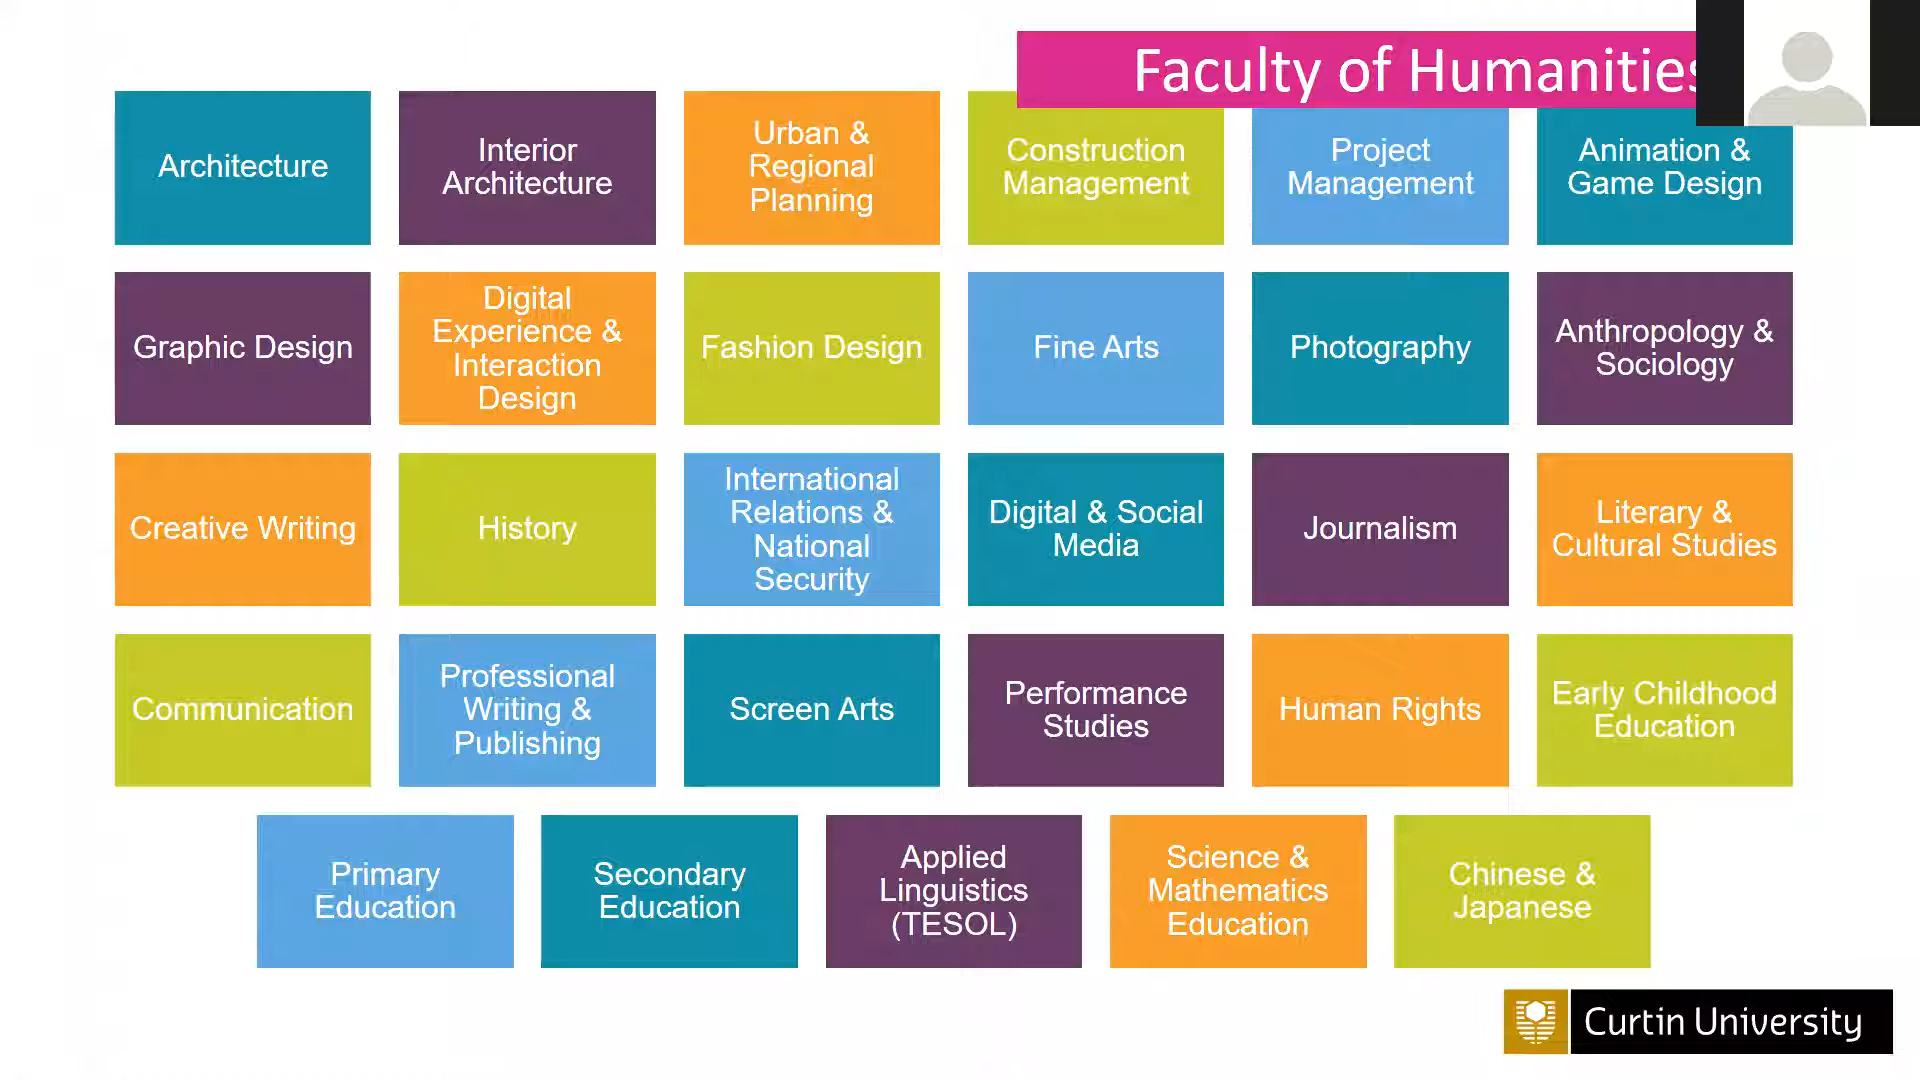 Faculty of Humanities
Architecture
Interior
Architecture
Urban &
Regional
Planning
Construction
Management
Project
Management
Animation &
Game Design
Graphic Design
Digital
Experience &
Interaction
Design
Fashion Design
Fine Arts
Photography
Anthropology &
Sociology
Creative Writing
History
International
Relations &
National
Security
Digital & Social
Media
Journalism
Literary &
Cultural Studies
Communication
Professional
Writing &
Publishing
Screen Arts
Performance
Studies
Human Rights
Early Childhood
Education
Primary
Education
Secondary
Education
Applied
Linguistics
(TESOL)
Science &
Mathematics
Education
Chinese &
Japanese
Curtin University